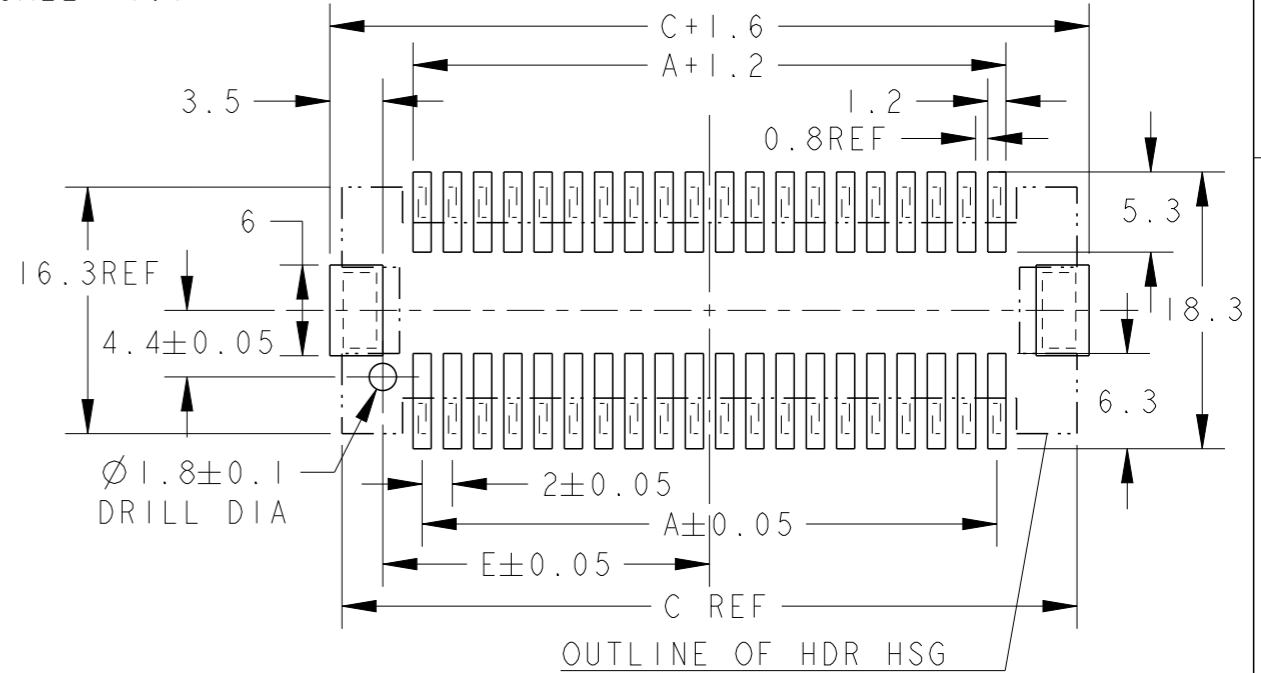 C+1.6
A+1.2
3.5
1.2
0.8REF
6
5.3
16.3REF
18.3
4.4±0.05
6.3
Ø1.8±0.1
DRILL DIA
2±0.05
A±0.05
E±0.05
C REF
OUTLINE OF HDR HSG